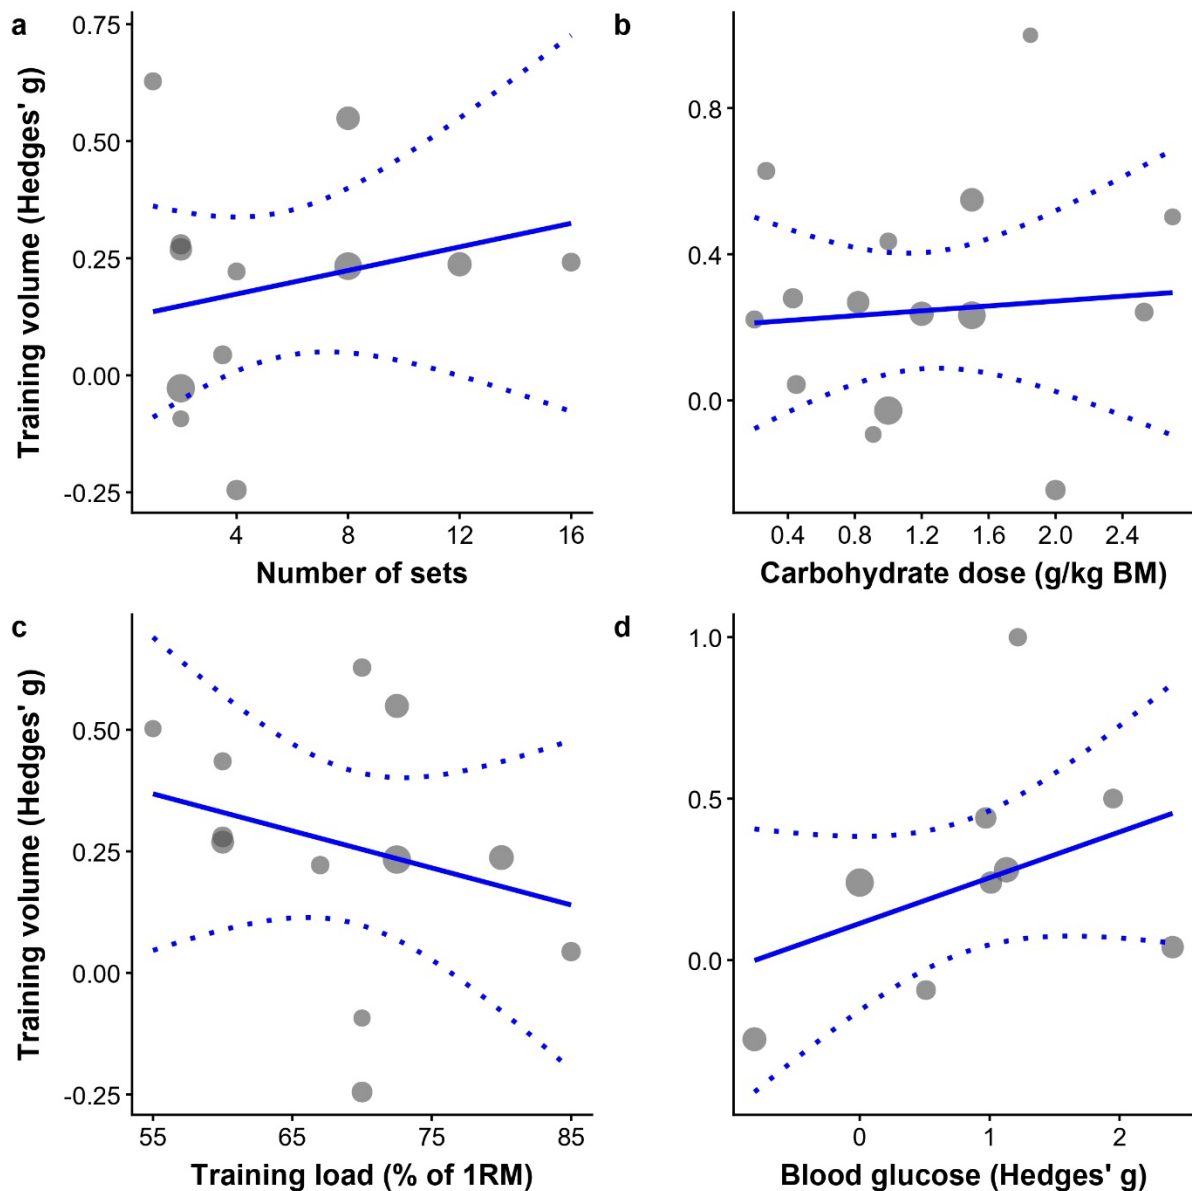 a
Training volume (Hedges' g)
0.75
0.50
0.25
0.00
-0.25
4 8 12 16
Number of sets
b
0.8
0.4
0.0
0.4 0.8 1.2 1.6 2.0 2.4
Carbohydrate dose (g/kg BM)
c
Training volume (Hedges' g)
0.50
0.25
0.00
-0.25
55 65 75 85
Training load (% of 1RM)
d
1.0
0.5
0.0
0 1 2
Blood glucose (Hedges' g)